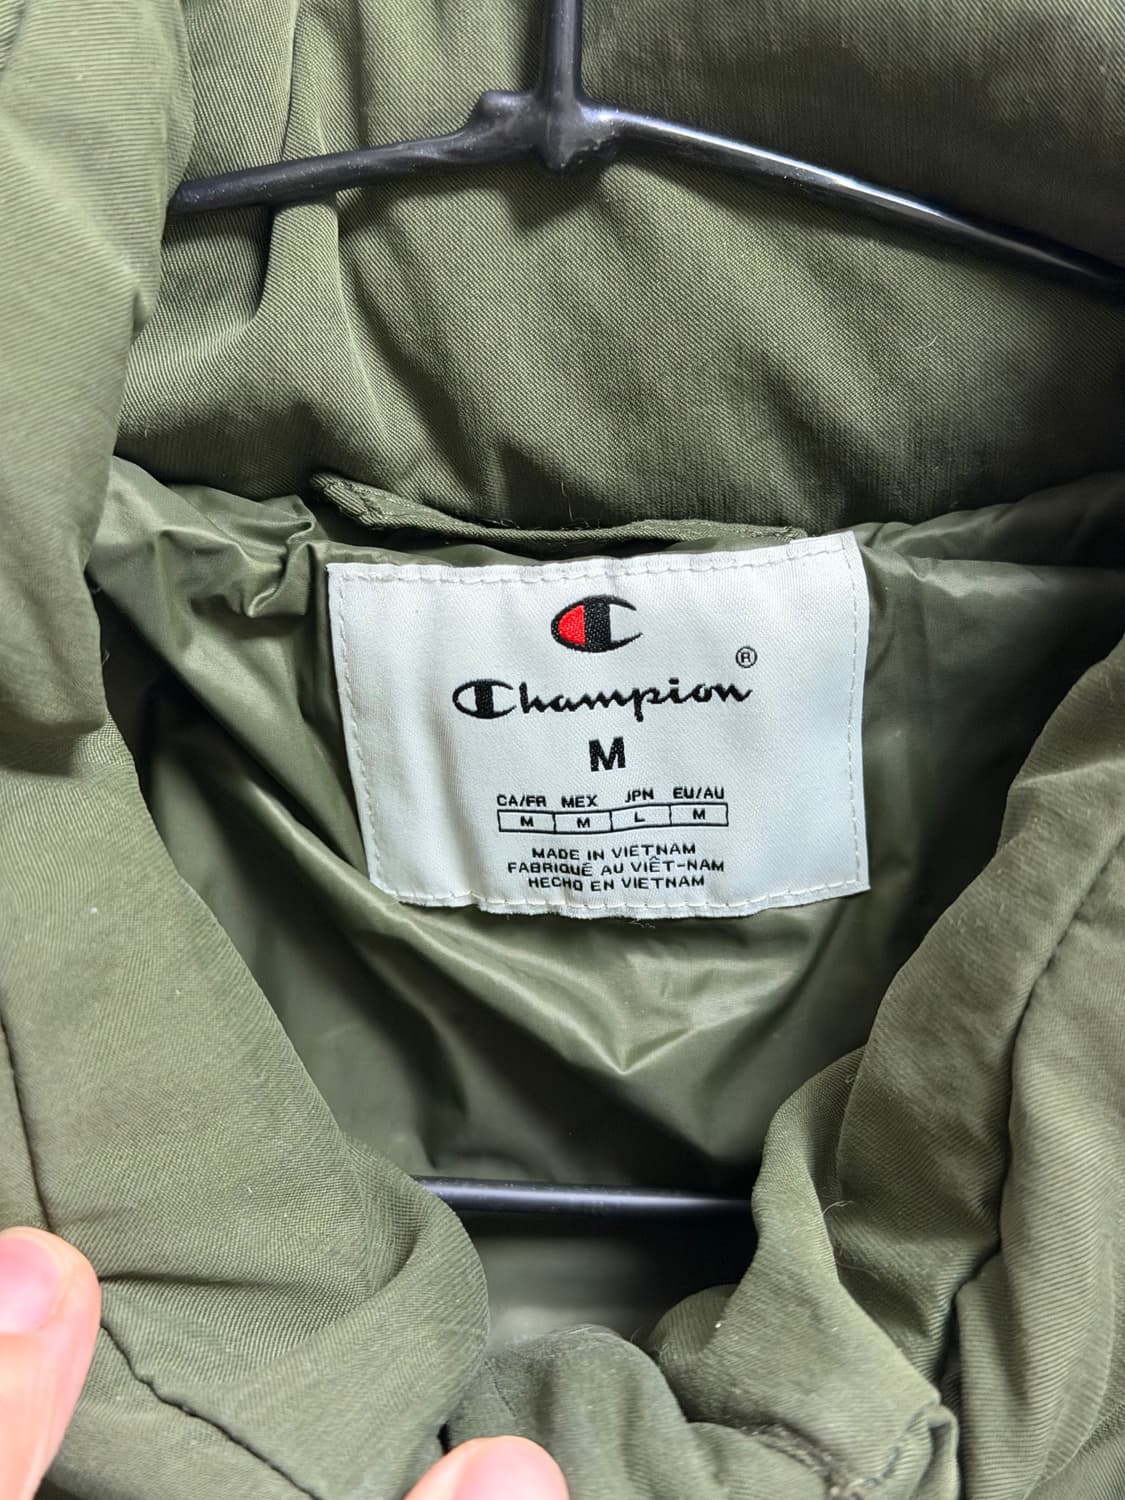 Champion®
M
CA/FR MEX JPN EU/AU
M M L M
MADE IN VIETNAM
FABRIQUÉ AU VIÊT-NAM
HECHO EN VIETNAM